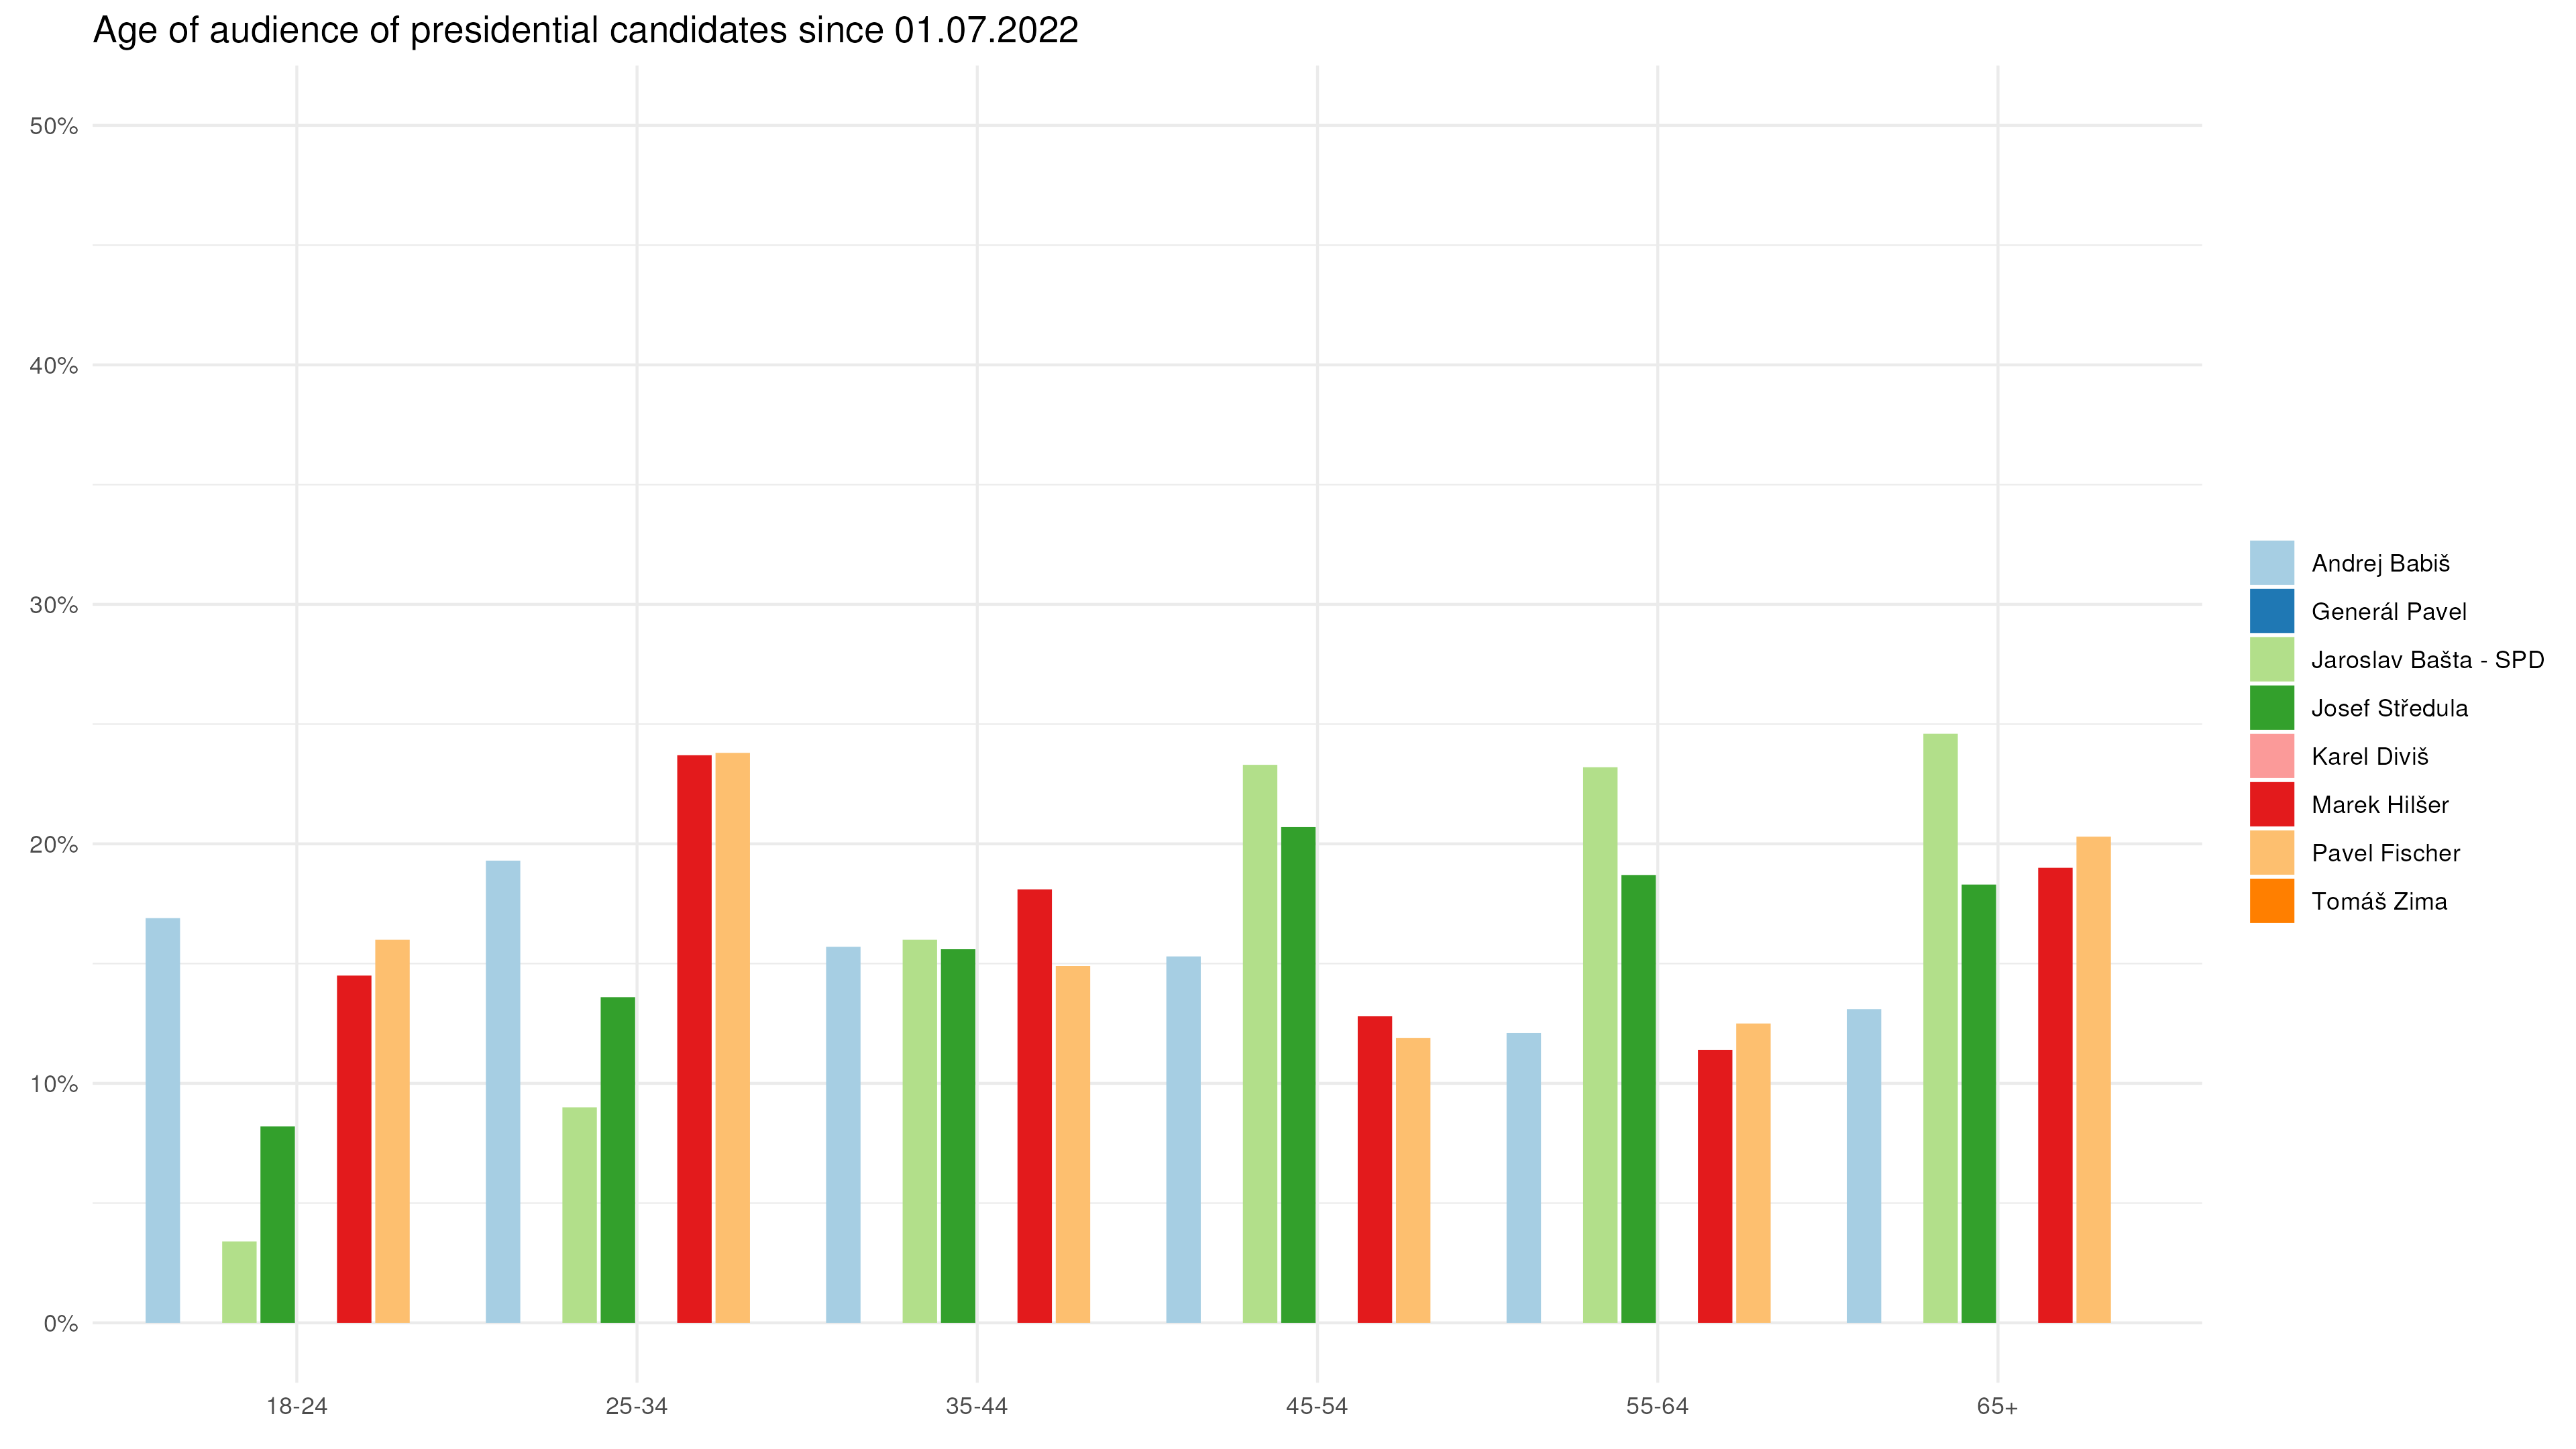 Age of audience of presidential candidates since 01.07.2022
50%
40%
30%
20%
10%
0%
18-24
25-34
35-44
45-54
55-64
65+
Andrej Babiš
Generál Pavel
Jaroslav Bašta - SPD
Josef Středula
Karel Diviš
Marek Hilšer
Pavel Fischer
Tomáš Zima